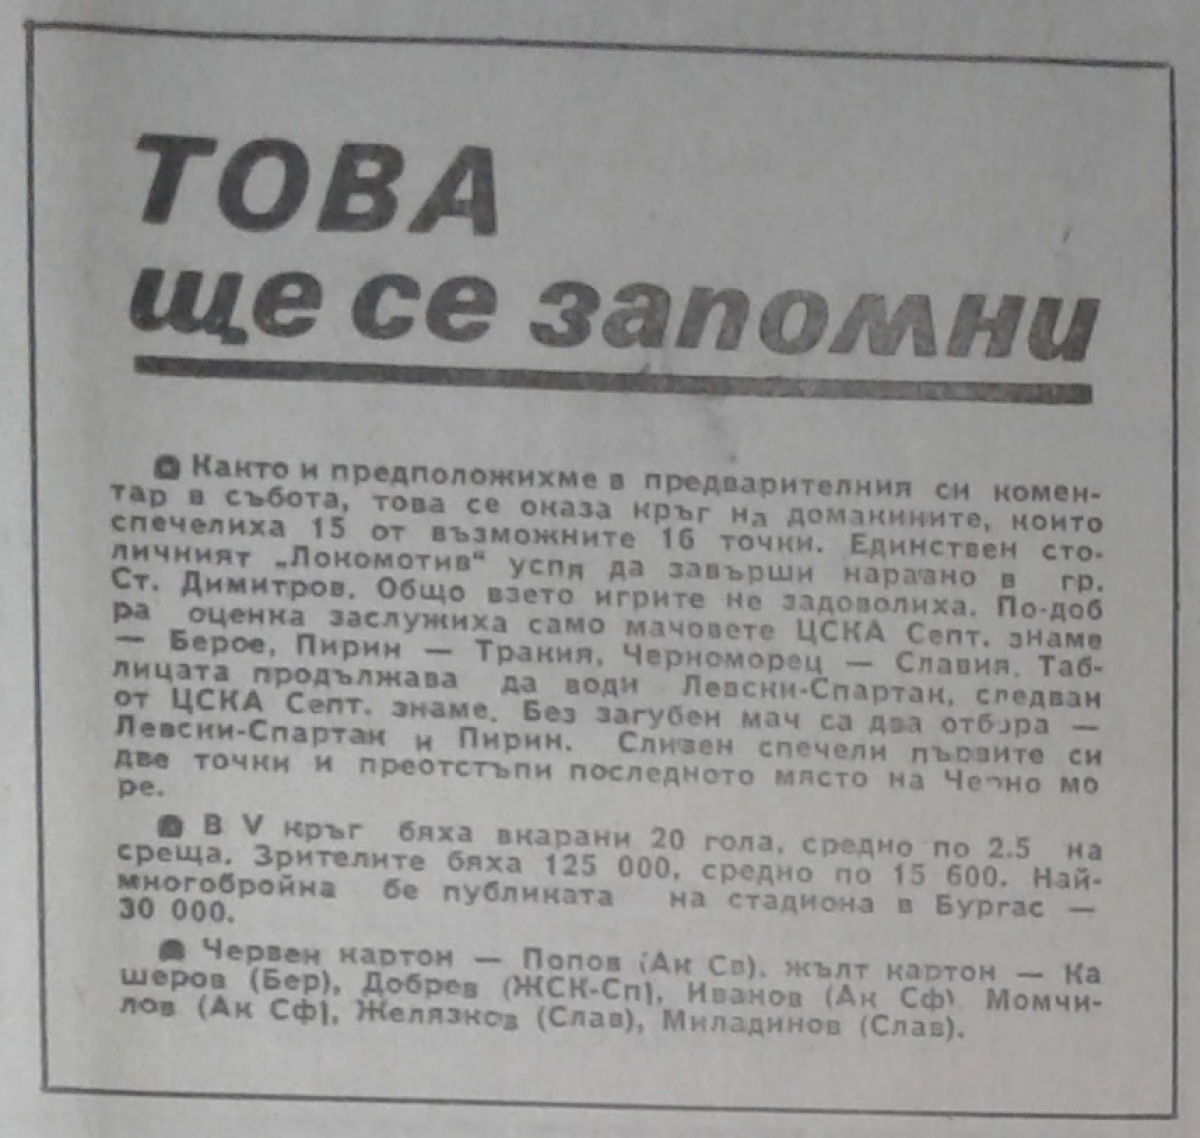 ТОВА
ще се запомни
Както и предположихме в предварителния си комен-
тар в събота, това се оказа кръг на домакините, които
спечелиха 15 от възможните 16 точки. Единствен сто-
личният „Локомотив“ успя да завърши наравно в гр.
Ст. Димитров. Общо взето игрите не задоволиха. По-доб
ра оценка заслужиха само мачовете ЦСКА Септ. знаме
— Берое, Пирин — Тракия, Черноморец — Славия. Таб-
лицата продължава да води Левски-Спартак, следван
от ЦСКА Септ. знаме. Без загубен мач са два отбора —
Левски-Спартак и Пирин. Сливен спечели първите си
две точки и преотстъпи последното място на Черно мо
ре.
В V кръг бяха вкарани 20 гола, средно по 2.5 на
среща. Зрителите бяха 125 000, средно по 15 600. Най-
многобройна бе публиката на стадиона в Бургас —
30 000.
Червен картон — Попов (Ак Св), жълт картон — Ка
шеров (Бер), Добрев (ЖСК-Сп), Иванов (Ак Сф) Момчи-
лов (Ак Сф), Желязков (Слав), Миладинов (Слав).